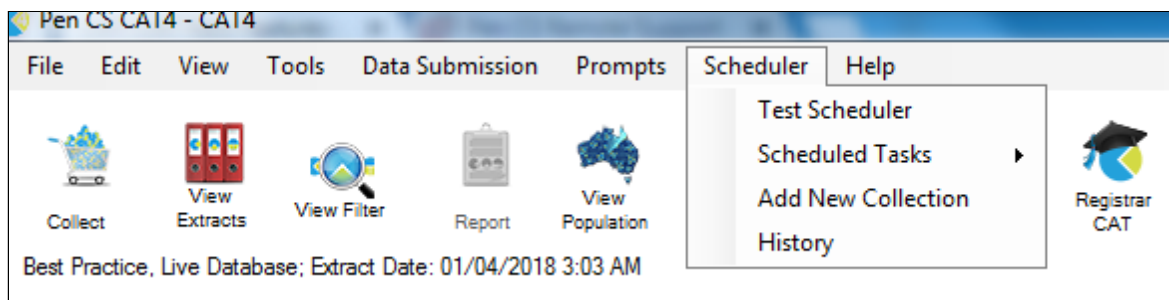 Pen CS CAT4 - CAT4
File Edit View Tools Data Submission Prompts Scheduler Help
Test Scheduler
Scheduled Tasks
Add New Collection
History
Collect
View
Extracts
View Filter
Report
View
Population
Registrar
CAT
Best Practice, Live Database; Extract Date: 01/04/2018 3:03 AM